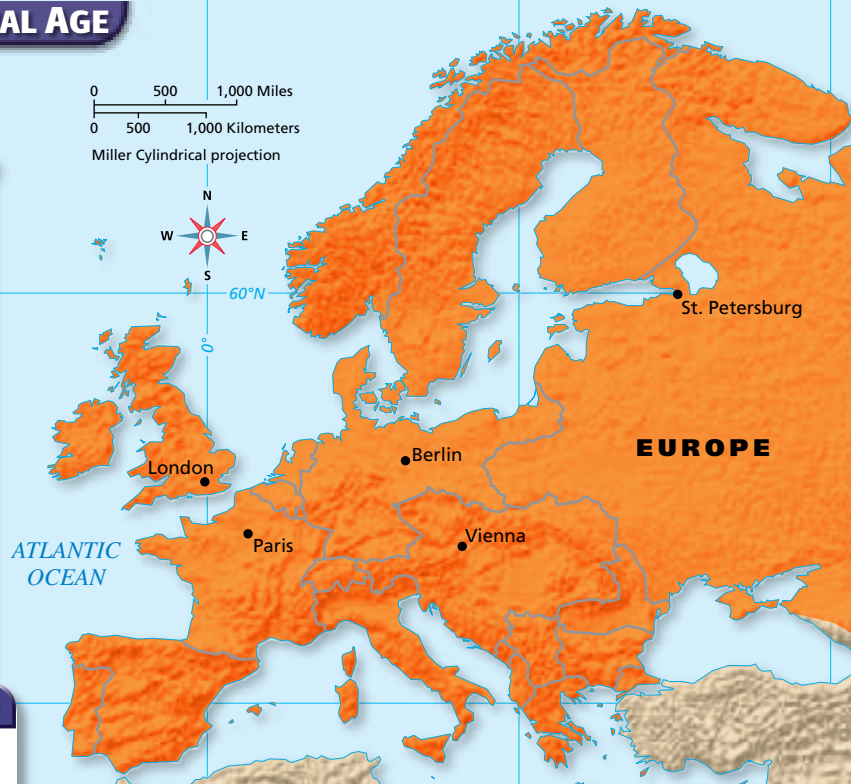 AL AGE
0 500 1,000 Miles
0 500 1,000 Kilometers
Miller Cylindrical projection
N
W E
S
60°N
0°
St. Petersburg
EUROPE
Berlin
London
Vienna
Paris
ATLANTIC
OCEAN